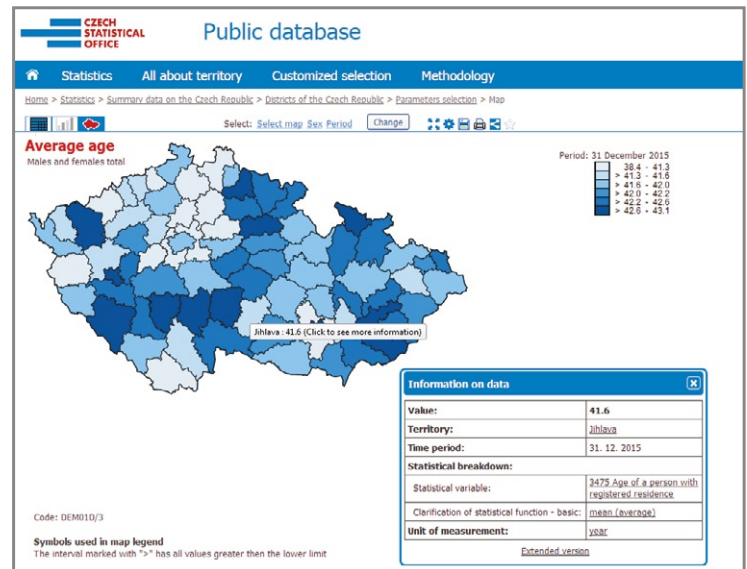 CZECH
STATISTICAL
OFFICE
Public database
Statistics All about territory Customized selection Methodology
Home > Statistics > Summary data on the Czech Republic > Districts of the Czech Republic > Parameters selection > Map
Select: Select map Sex Period Change
Average age
Males and females total
Period: 31 December 2015
38.4 - 41.3
> 41.3 - 41.6
> 41.6 - 42.0
> 42.0 - 42.2
> 42.2 - 42.6
> 42.6 - 43.1
Jihlava : 41.6 (Click to see more information)
Information on data
Value: 41.6
Territory: Jihlava
Time period: 31. 12. 2015
Statistical breakdown:
Statistical variable: 3475 Age of a person with
registered residence
Clarification of statistical function - basic: mean (average)
Unit of measurement: year
Extended version
Code: DEM01D/3
Symbols used in map legend
The interval marked with ">" has all values greater then the lower limit